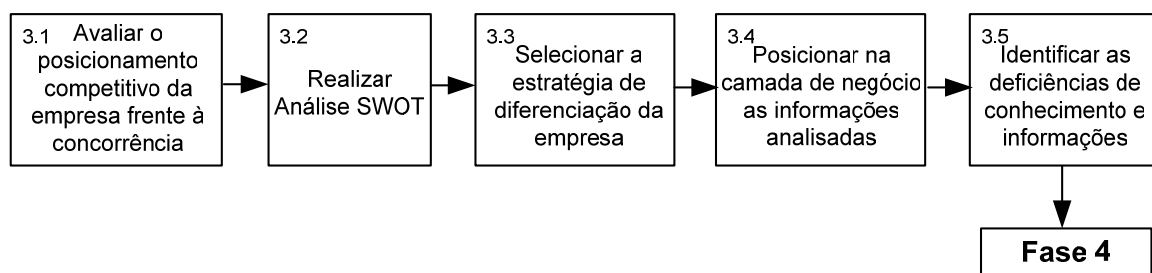 3.1 Avaliar o
posicionamento
competitivo da
empresa frente à
concorrência
3.2
Realizar
Análise SWOT
3.3
Selecionar a
estratégia de
diferenciação da
empresa
3.4
Posicionar na
camada de negócio
as informações
analisadas
3.5
Identificar as
deficiências de
conhecimento e
informações
Fase 4